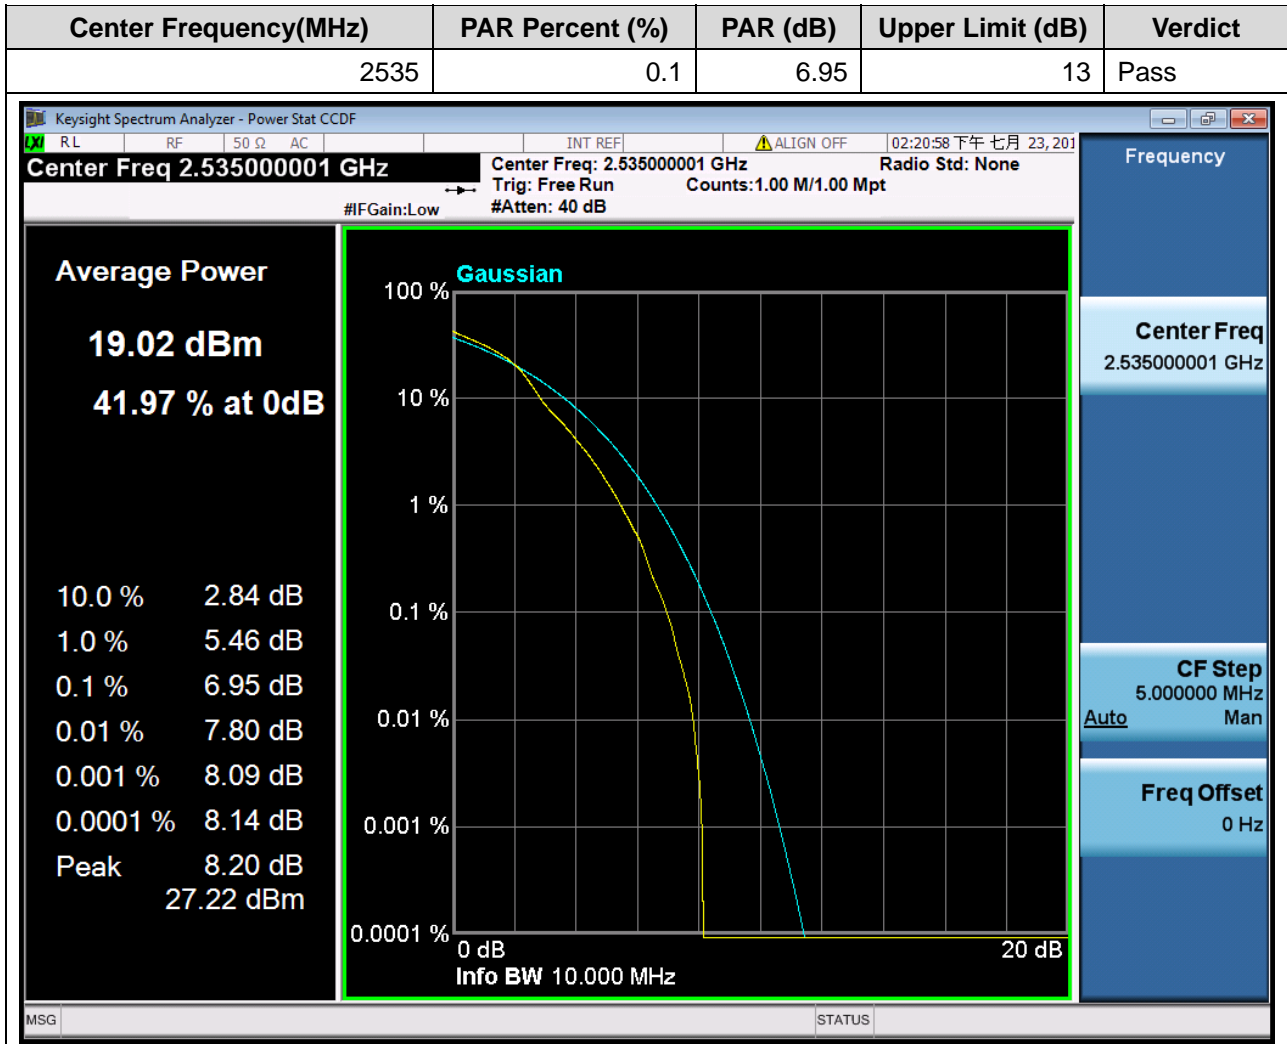 Center Frequency(MHz) PAR Percent (%) PAR (dB) Upper Limit (dB) Verdict
2535 0.1 6.95 13 Pass
Keysight Spectrum Analyzer - Power Stat CCDF
LXI RL RF 50 Ω AC INT REF ALIGN OFF 02:20:58 下午 七月 23, 201
Center Freq 2.535000001 GHz
Center Freq: 2.535000001 GHz Radio Std: None
Trig: Free Run Counts:1.00 M/1.00 Mpt
#IFGain:Low #Atten: 40 dB
Frequency
Average Power
19.02 dBm
41.97 % at 0dB
10.0 % 2.84 dB
1.0 % 5.46 dB
0.1 % 6.95 dB
0.01 % 7.80 dB
0.001 % 8.09 dB
0.0001 % 8.14 dB
Peak 8.20 dB
27.22 dBm
Gaussian
100 %
10 %
1 %
0.1 %
0.01 %
0.001 %
0.0001 %
0 dB 20 dB
Info BW 10.000 MHz
Center Freq
2.535000001 GHz
CF Step
5.000000 MHz
Auto Man
Freq Offset
0 Hz
MSG STATUS